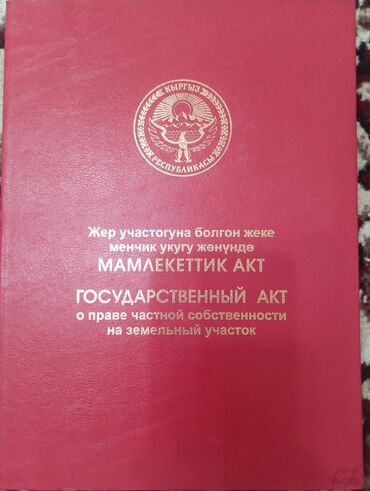 КЫРГЫЗ
РЕСПУБЛИКАСЫ
Жер участогуна болгон жеке
менчик укугу жөнүндө
МАМЛЕКЕТТИК АКТ
ГОСУДАРСТВЕННЫЙ АКТ
о праве частной собственности
на земельный участок